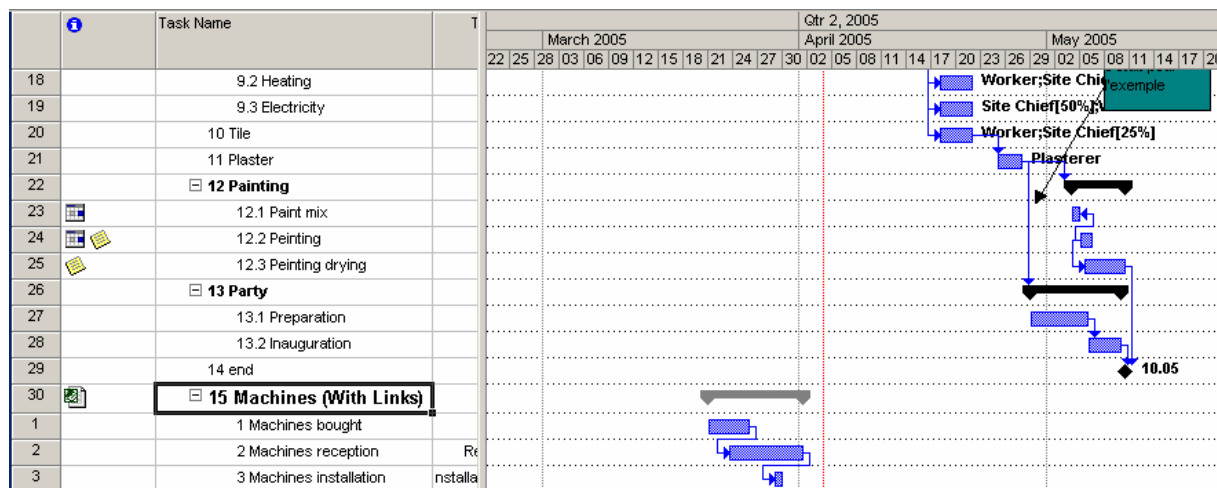 Task Name T
Qtr 2, 2005
March 2005 April 2005 May 2005
22 25 28 03 06 09 12 15 18 21 24 27 30 02 05 08 11 14 17 20 23 26 29 02 05 08 11 14 17
18 9.2 Heating Worker;Site Chie
l'exemple
19 9.3 Electricity Site Chief[50%];
20 10 Tile Worker;Site Chief[25%]
21 11 Plaster Plasterer
22 12 Painting
23 12.1 Paint mix
24 12.2 Peinting
25 12.3 Peinting drying
26 13 Party
27 13.1 Preparation
28 13.2 Inauguration
29 14 end 10.05
30 15 Machines (With Links)
1 1 Machines bought
2 2 Machines reception Re
3 3 Machines installation nstalla